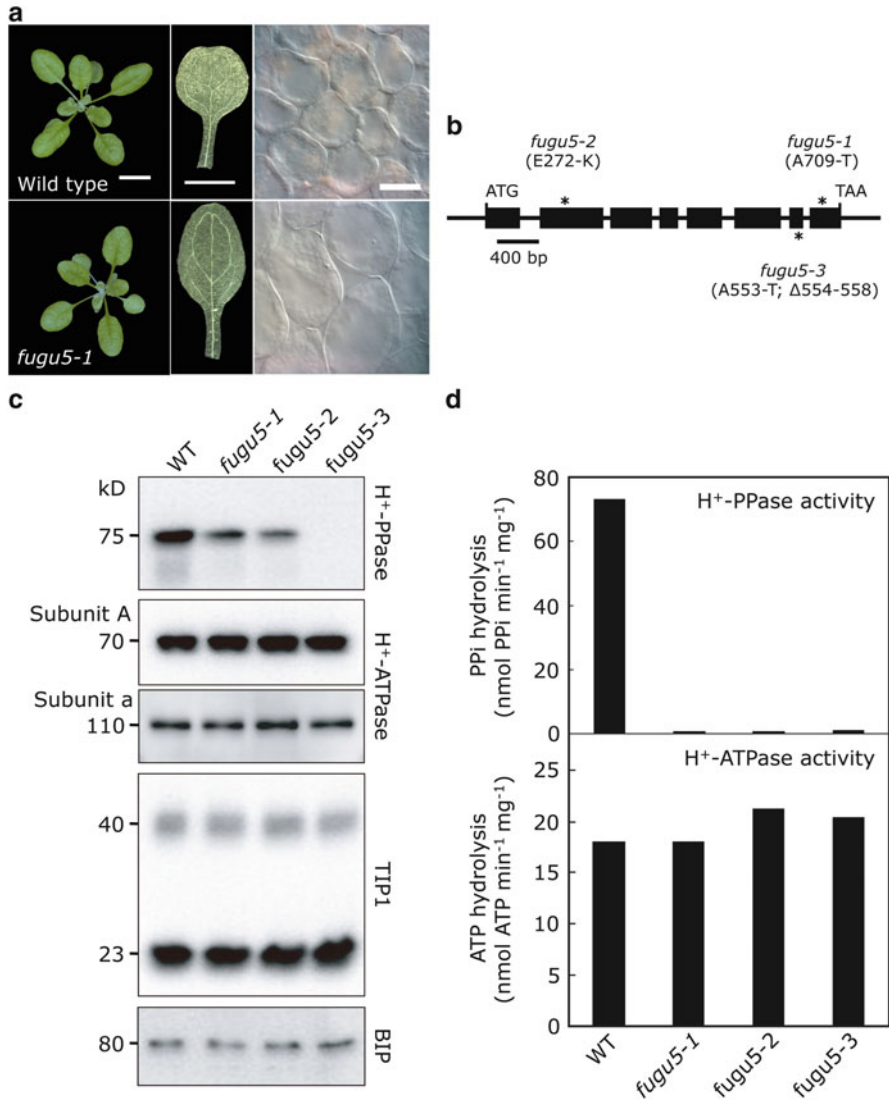 a
Wild type
fugu5-1
b
fugu5-2
(E272-K)
fugu5-1
(A709-T)
ATG
TAA
*
*
*
400 bp
fugu5-3
(A553-T; Δ554-558)
c
WT
fugu5-1
fugu5-2
fugu5-3
kD
75
H⁺-PPase
Subunit A
70
H⁺-ATPase
Subunit a
110
40
TIP1
23
80
BIP
d
80
H⁺-PPase activity
60
40
20
0
PPi hydrolysis
(nmol PPi min⁻¹ mg⁻¹)
25
H⁺-ATPase activity
20
15
10
5
0
ATP hydrolysis
(nmol ATP min⁻¹ mg⁻¹)
WT
fugu5-1
fugu5-2
fugu5-3